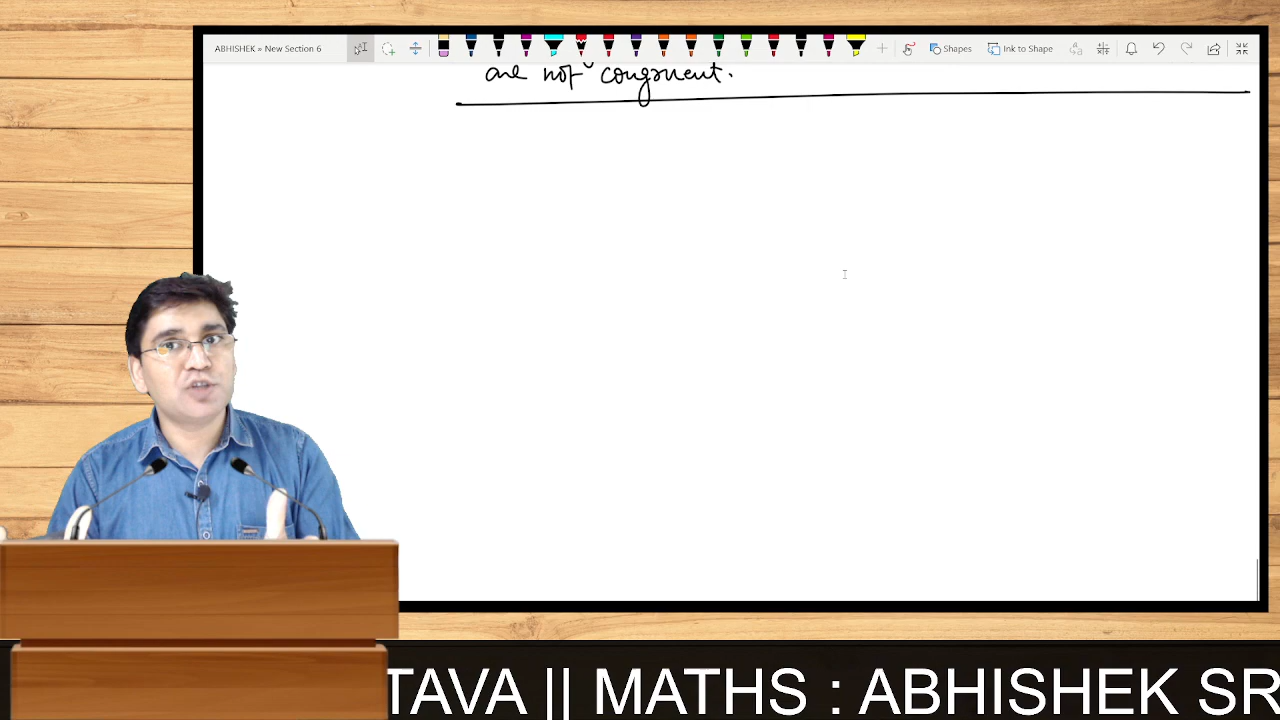 ABHISHEK » New Section 6
Shapes
Ink to Shape
are not congruent.
TAVA || MATHS : ABHISHEK SR